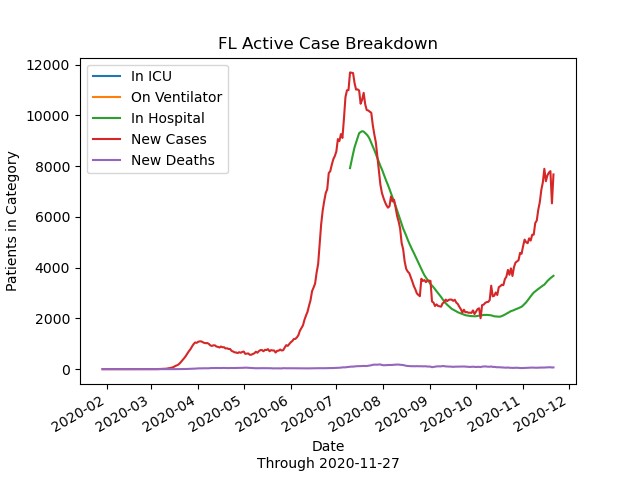 FL Active Case Breakdown
12000
10000
8000
6000
4000
2000
0
Patients in Category
In ICU
On Ventilator
In Hospital
New Cases
New Deaths
2020-02
2020-03
2020-04
2020-05
2020-06
2020-07
2020-08
2020-09
2020-10
2020-11
2020-12
Date
Through 2020-11-27